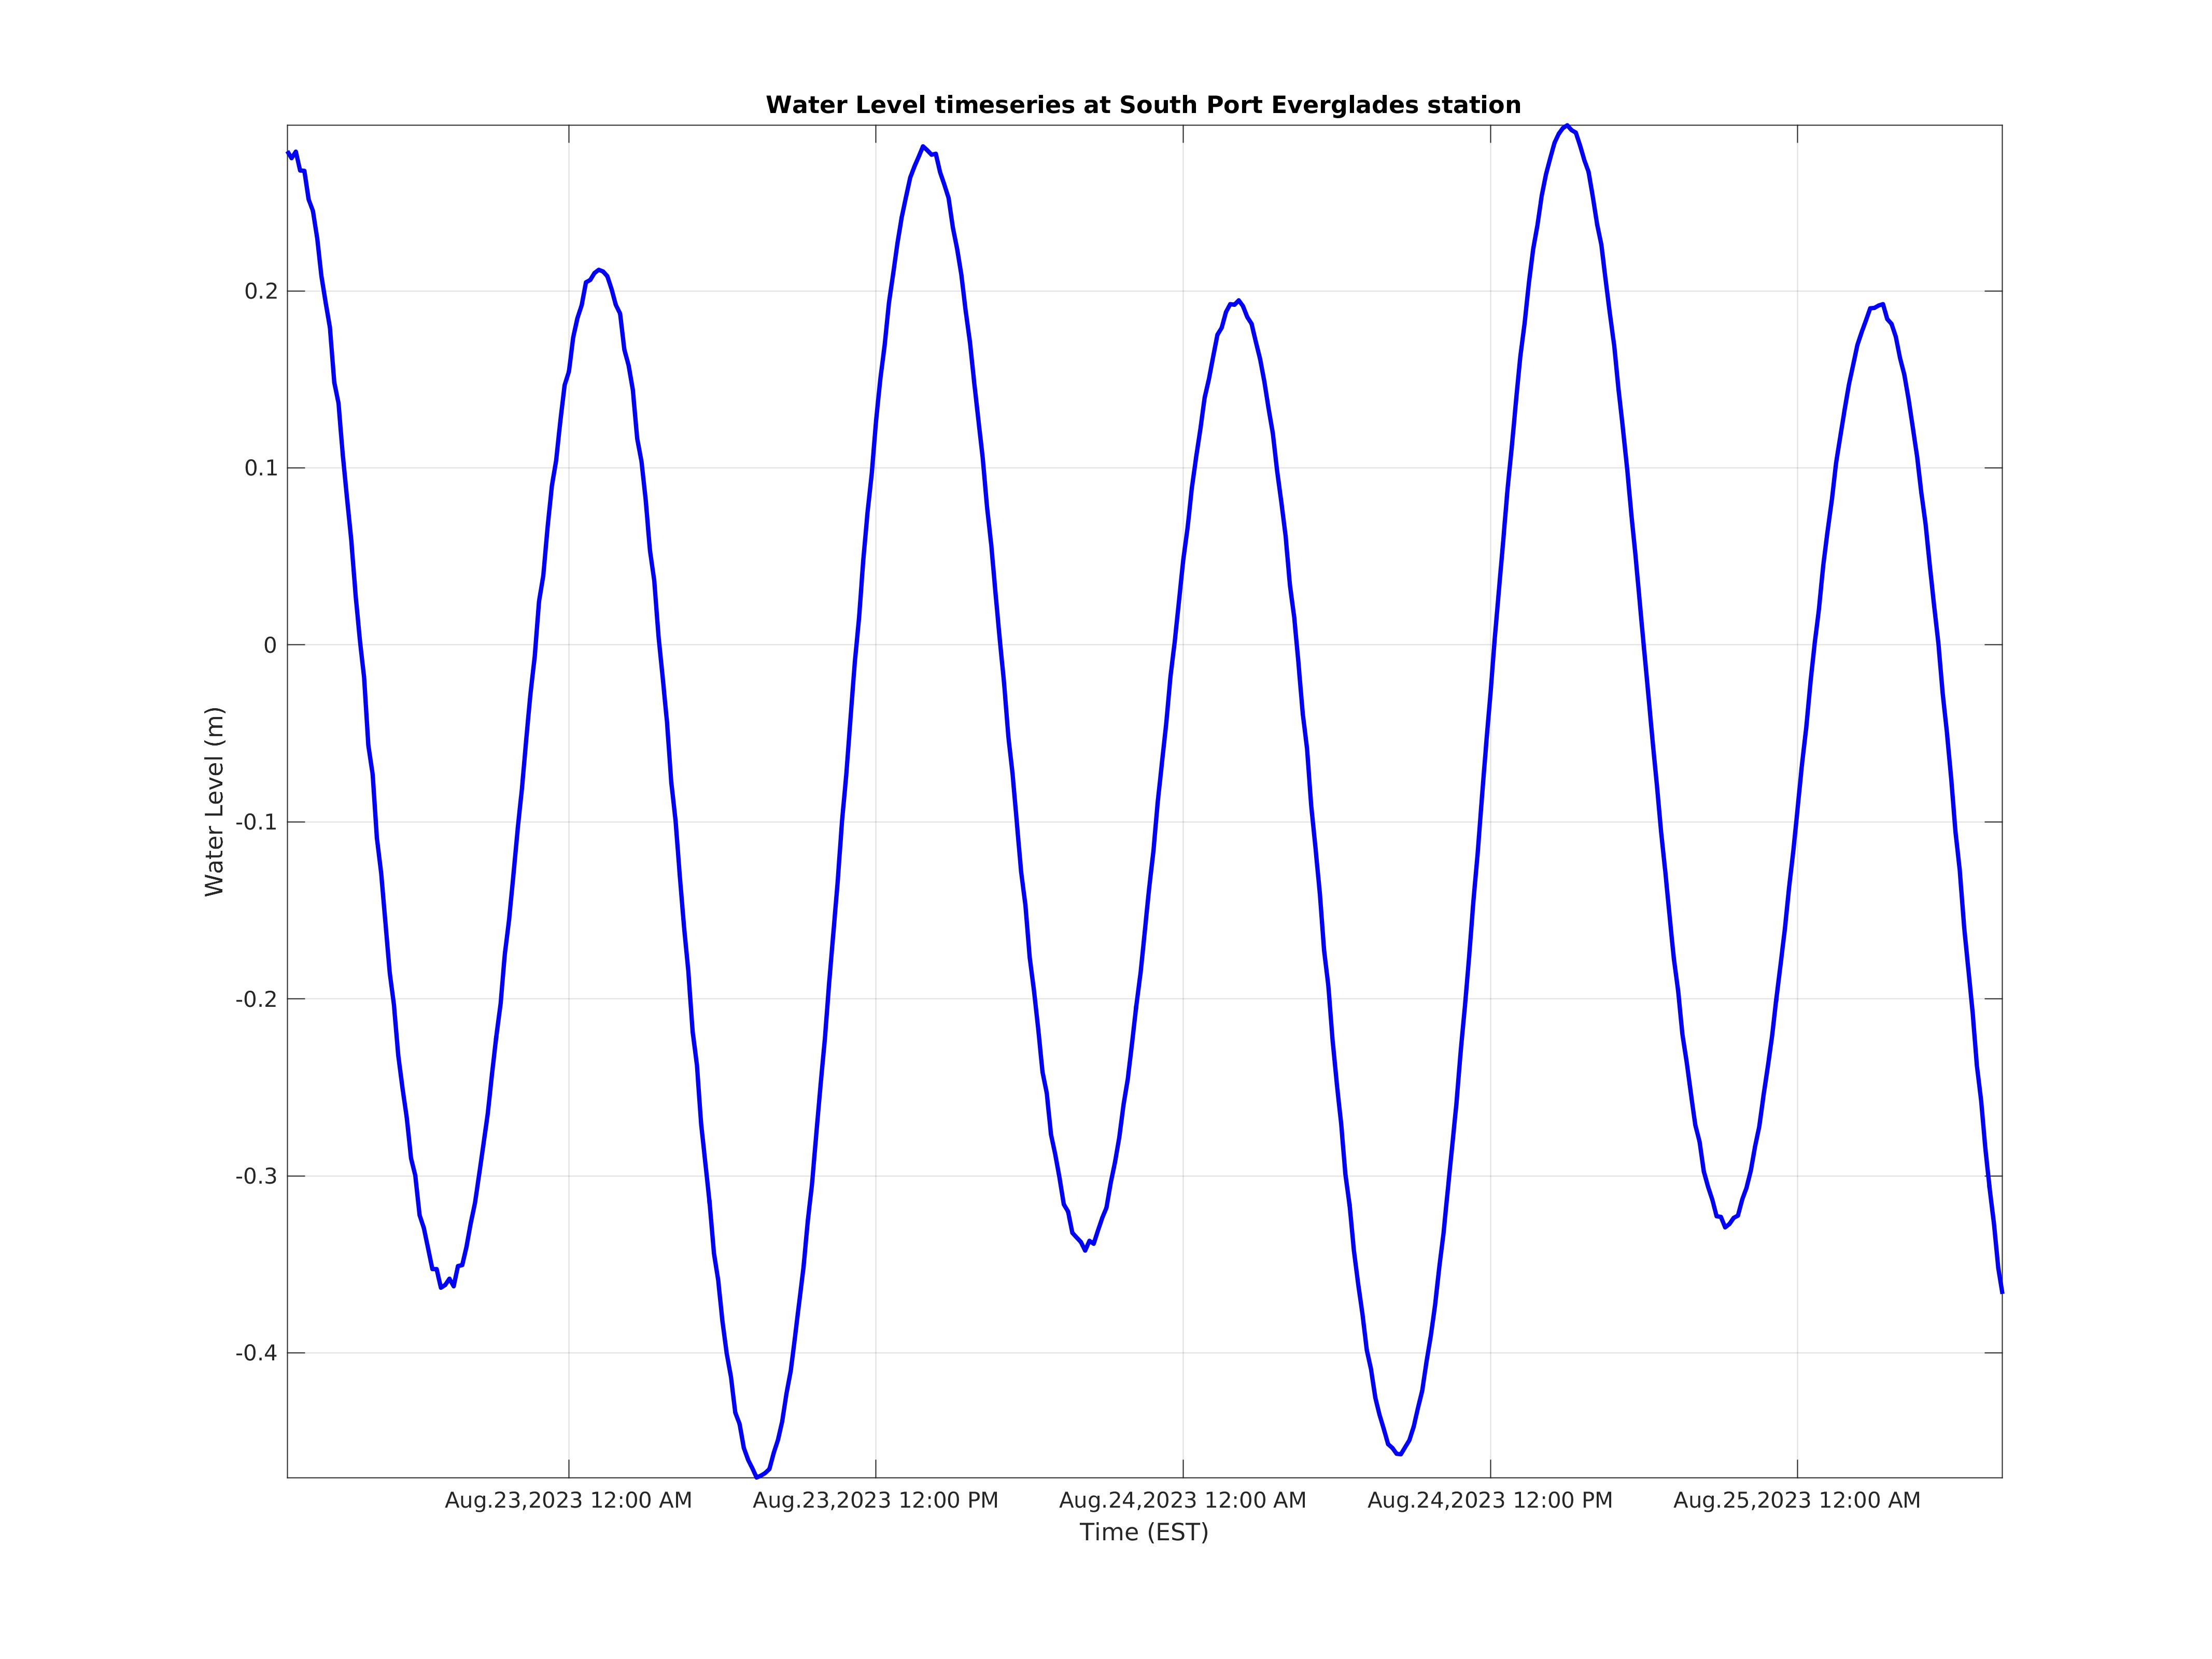 Water Level timeseries at South Port Everglades station
0.2
0.1
0
-0.1
-0.2
-0.3
-0.4
Water Level (m)
Aug.23,2023 12:00 AM
Aug.23,2023 12:00 PM
Aug.24,2023 12:00 AM
Aug.24,2023 12:00 PM
Aug.25,2023 12:00 AM
Time (EST)